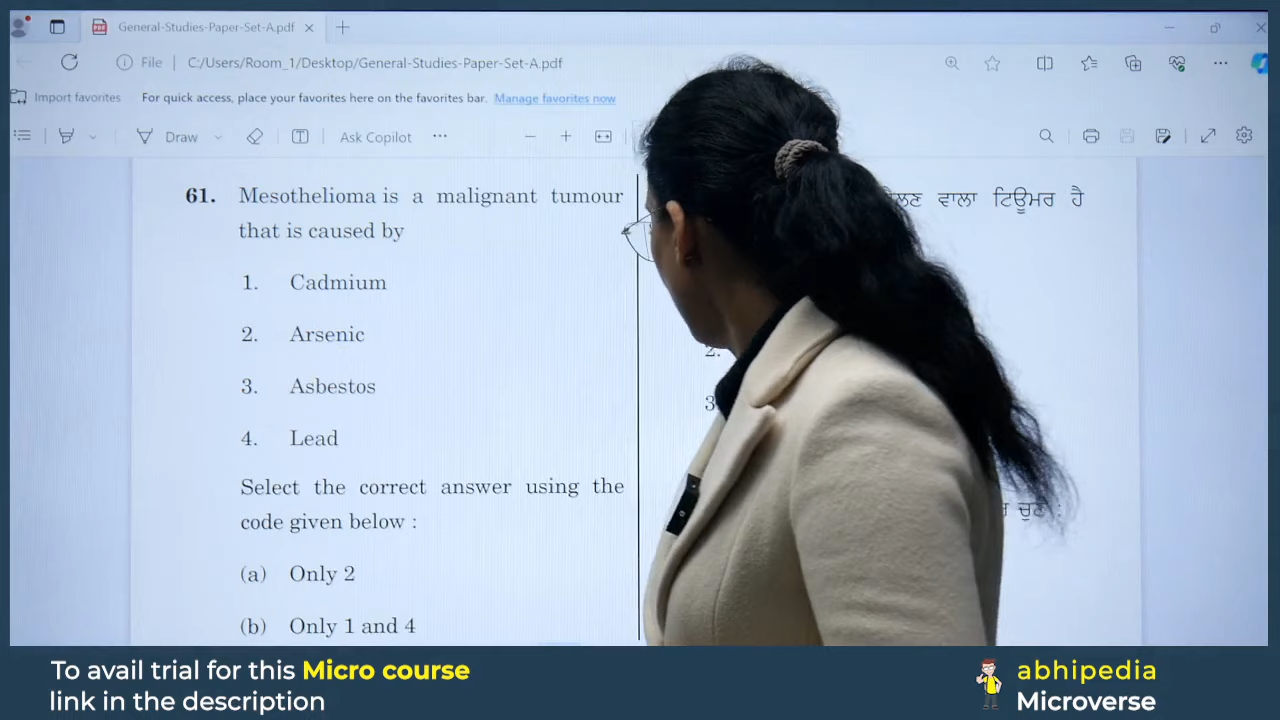 General-Studies-Paper-Set-A.pdf
File C:/Users/Room_1/Desktop/General-Studies-Paper-Set-A.pdf
Import favorites For quick access, place your favorites here on the favorites bar. Manage favorites now
Draw Ask Copilot
61. Mesothelioma is a malignant tumour
that is caused by
1. Cadmium
2. Arsenic
3. Asbestos
4. Lead
Select the correct answer using the
code given below :
(a) Only 2
(b) Only 1 and 4
ਵਾਲਾ ਟਿਊਮਰ ਹੈ
2.
3
ਚੁਣੋ :
To avail trial for this Micro course
link in the description
abhipedia
Microverse